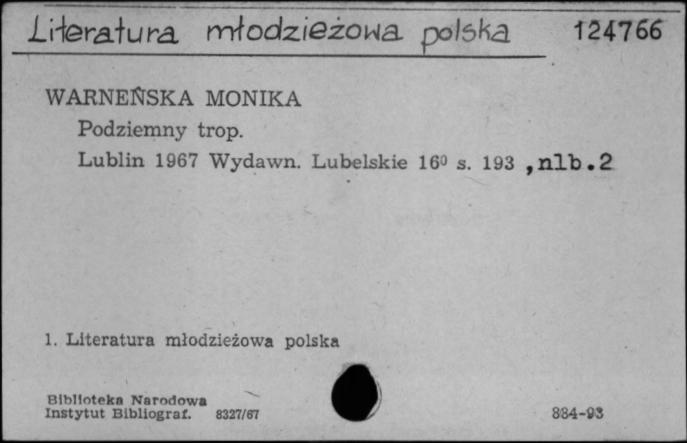 Literatura młodzieżowa polska 124766
WARNEŃSKA MONIKA
Podziemny trop.
Lublin 1967 Wydawn. Lubelskie 16⁰ s. 193 ,nlb.2
1. Literatura młodzieżowa polska
Biblioteka Narodowa
Instytut Bibliograf. 8327/67 884-93